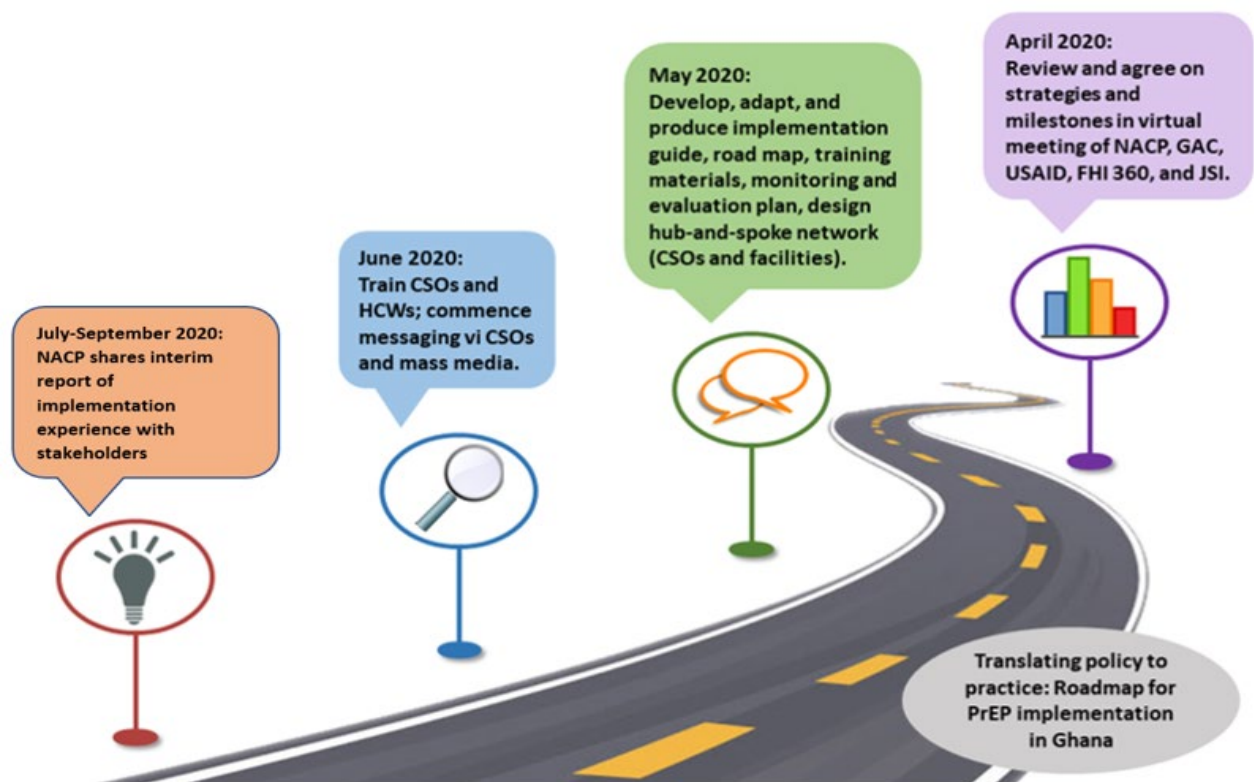 July-September 2020:
NACP shares interim
report of
implementation
experience with
stakeholders
June 2020:
Train CSOs and
HCWs; commence
messaging vi CSOs
and mass media.
May 2020:
Develop, adapt, and
produce implementation
guide, road map, training
materials, monitoring and
evaluation plan, design
hub-and-spoke network
(CSOs and facilities).
April 2020:
Review and agree on
strategies and
milestones in virtual
meeting of NACP, GAC,
USAID, FHI 360, and JSI.
Translating policy to
practice: Roadmap for
PrEP implementation
in Ghana